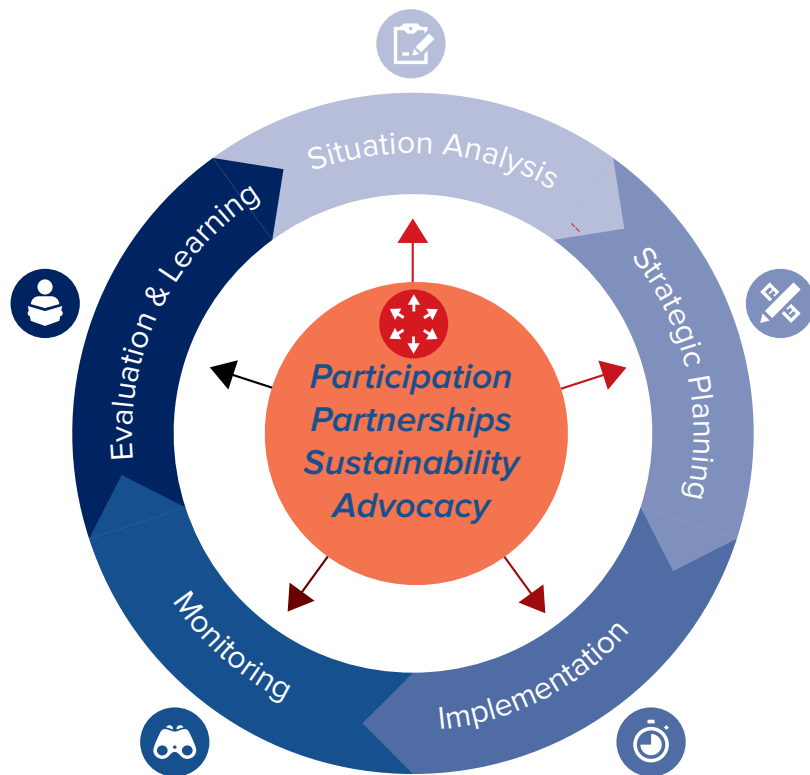 Situation Analysis
Strategic Planning
Implementation
Monitoring
Evaluation & Learning
Participation
Partnerships
Sustainability
Advocacy